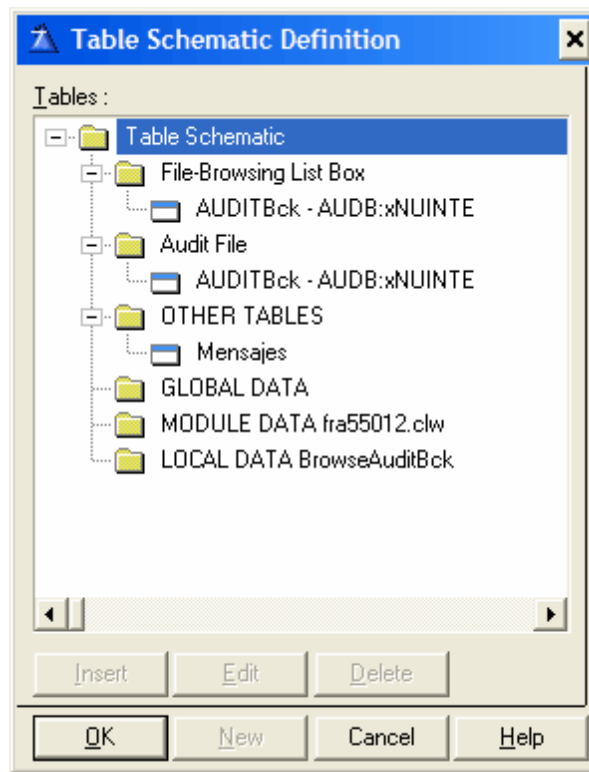 Table Schematic Definition
Tables :
Table Schematic
File-Browsing List Box
AUDITBck - AUDB:xNUINTE
Audit File
AUDITBck - AUDB:xNUINTE
OTHER TABLES
Mensajes
GLOBAL DATA
MODULE DATA fra55012.clw
LOCAL DATA BrowseAuditBck
Insert Edit Delete
OK New Cancel Help